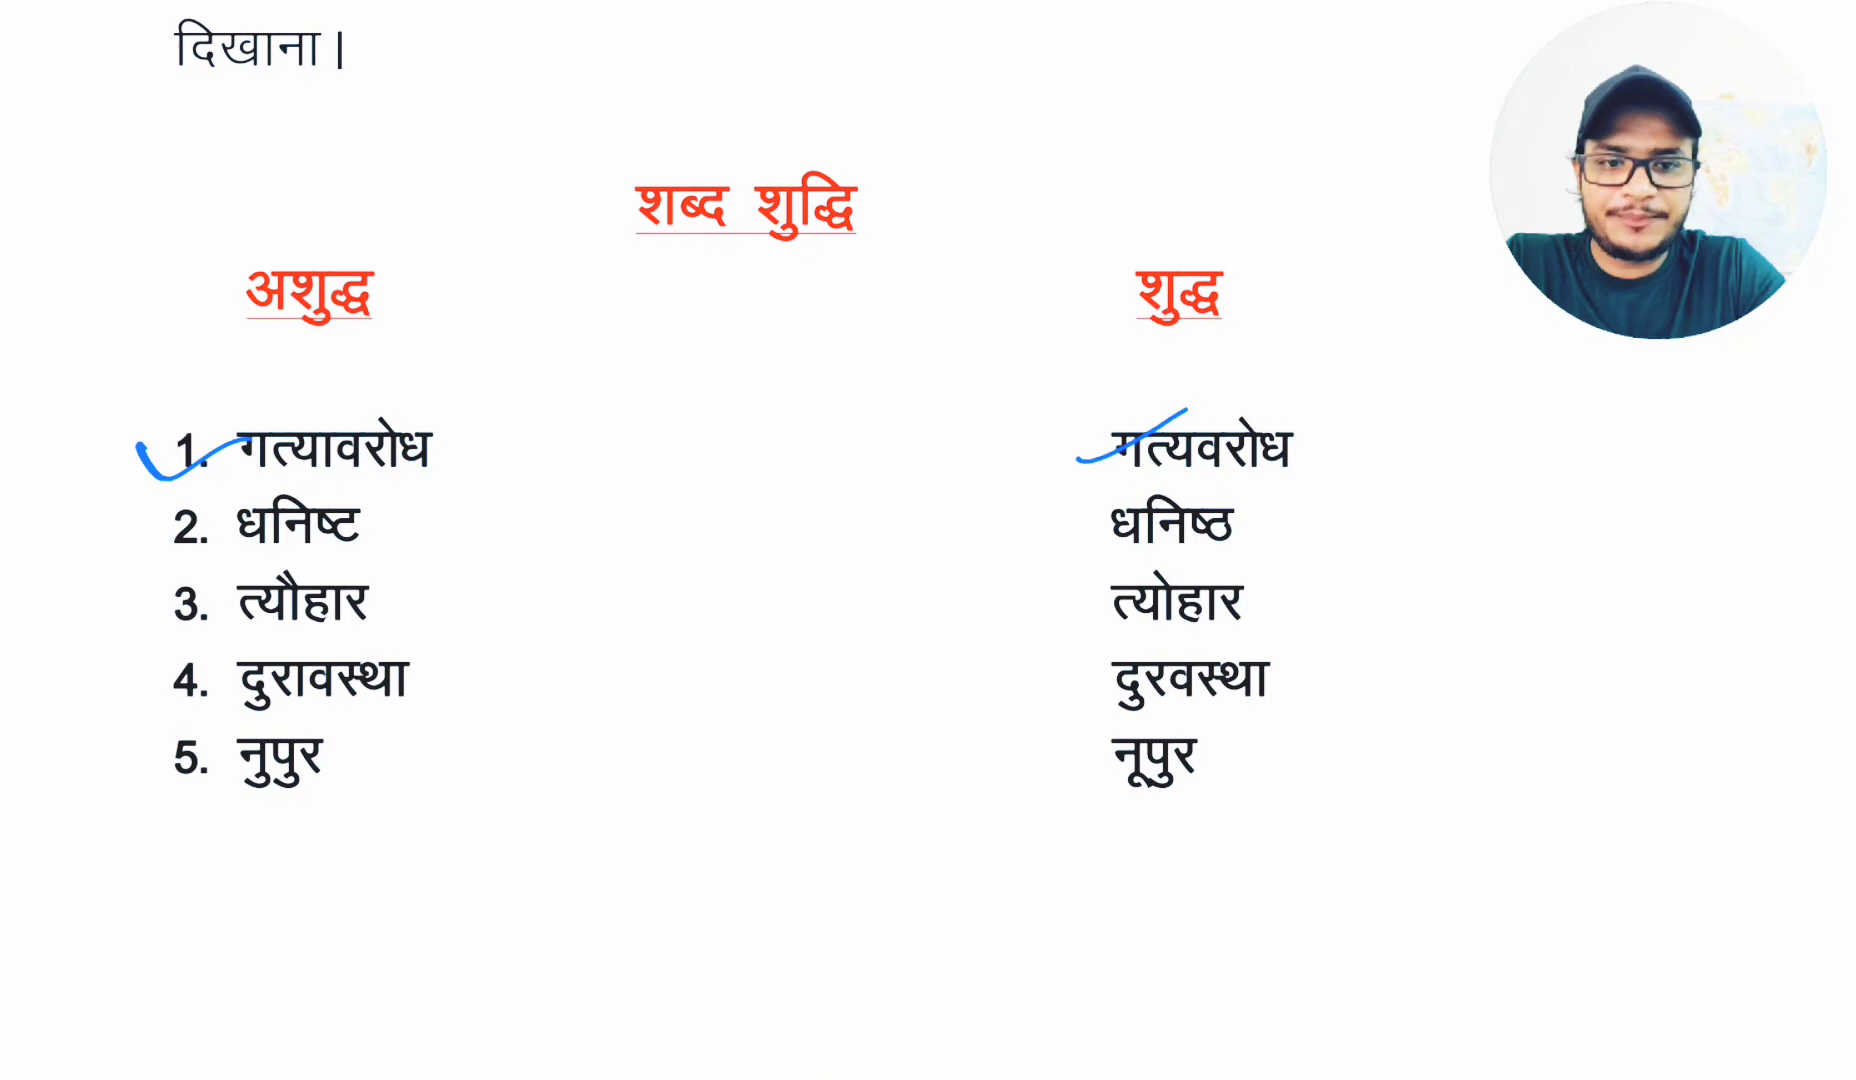 दिखाना।
शब्द शुद्धि
अशुद्ध शुद्ध
1. गत्यावरोध गत्यवरोध
2. धनिष्ट धनिष्ठ
3. त्यौहार त्योहार
4. दुरावस्था दुरवस्था
5. नुपुर नूपुर